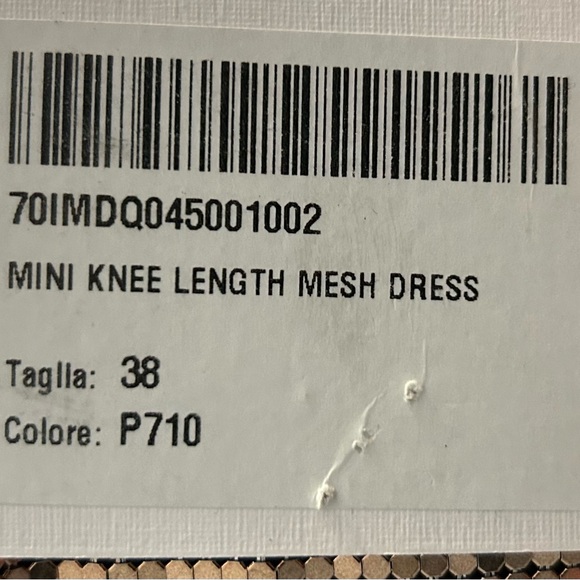 70IMDQ045001002
MINI KNEE LENGTH MESH DRESS
Taglia: 38
Colore: P710